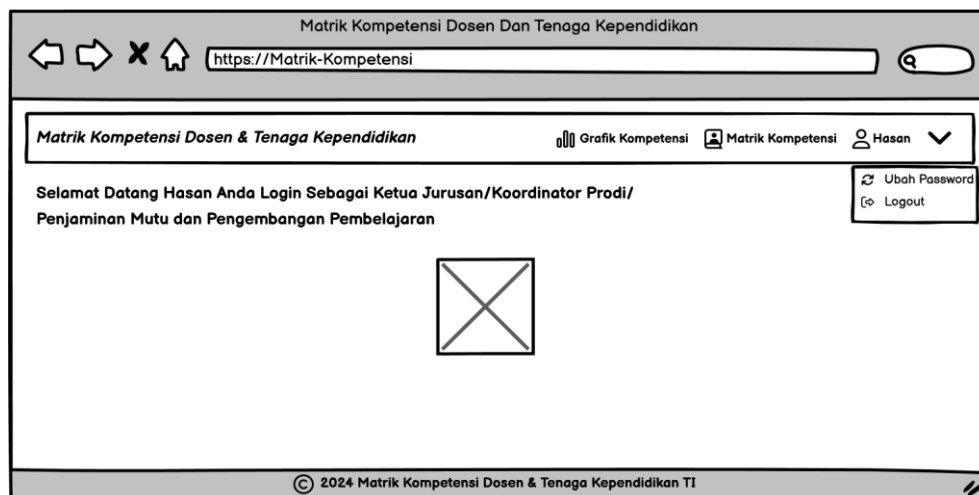 Matrik Kompetensi Dosen Dan Tenaga Kependidikan
https://Matrik-Kompetensi
Matrik Kompetensi Dosen & Tenaga Kependidikan
Grafik Kompetensi
Matrik Kompetensi
Hasan
Ubah Password
Logout
Selamat Datang Hasan Anda Login Sebagai Ketua Jurusan/Koordinator Prodi/
Penjaminan Mutu dan Pengembangan Pembelajaran
© 2024 Matrik Kompetensi Dosen & Tenaga Kependidikan TI